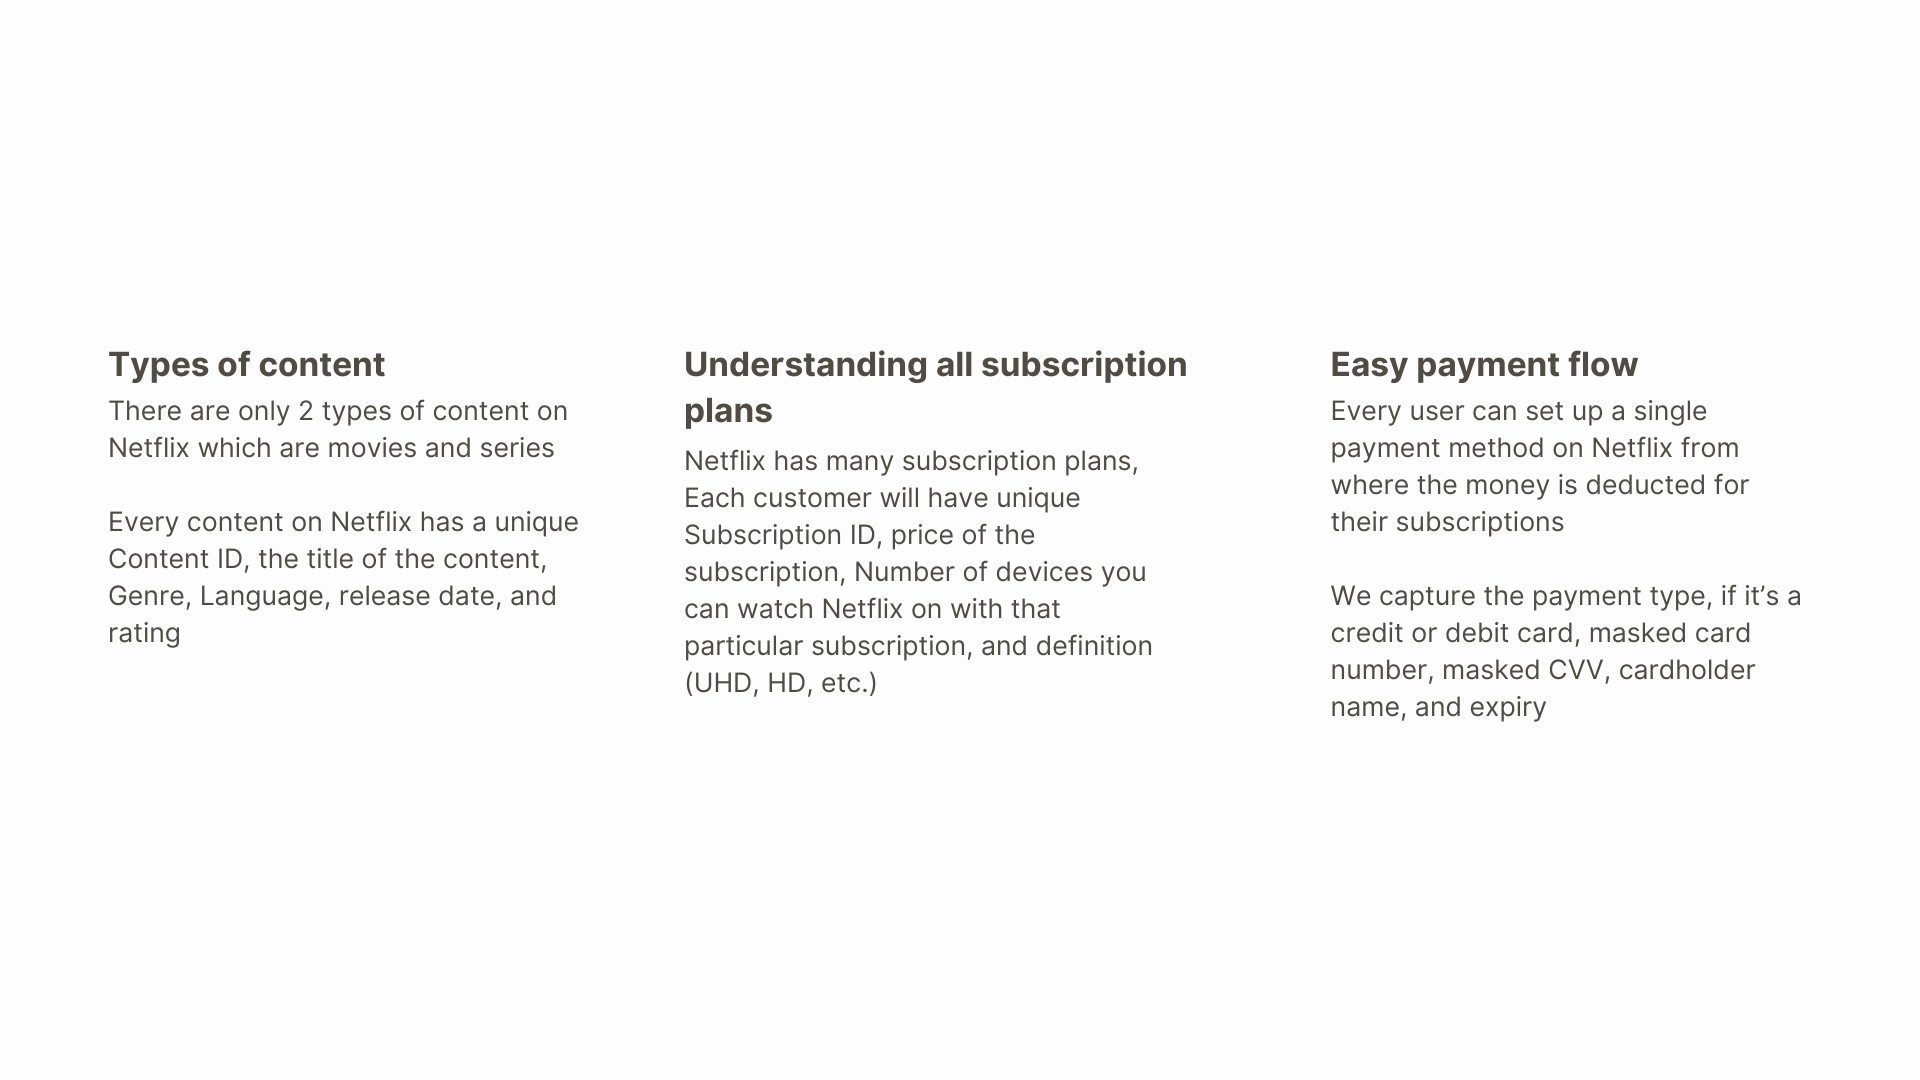 Types of content
There are only 2 types of content on
Netflix which are movies and series
Every content on Netflix has a unique
Content ID, the title of the content,
Genre, Language, release date, and
rating
Understanding all subscription
plans
Netflix has many subscription plans,
Each customer will have unique
Subscription ID, price of the
subscription, Number of devices you
can watch Netflix on with that
particular subscription, and definition
(UHD, HD, etc.)
Easy payment flow
Every user can set up a single
payment method on Netflix from
where the money is deducted for
their subscriptions
We capture the payment type, if it’s a
credit or debit card, masked card
number, masked CVV, cardholder
name, and expiry